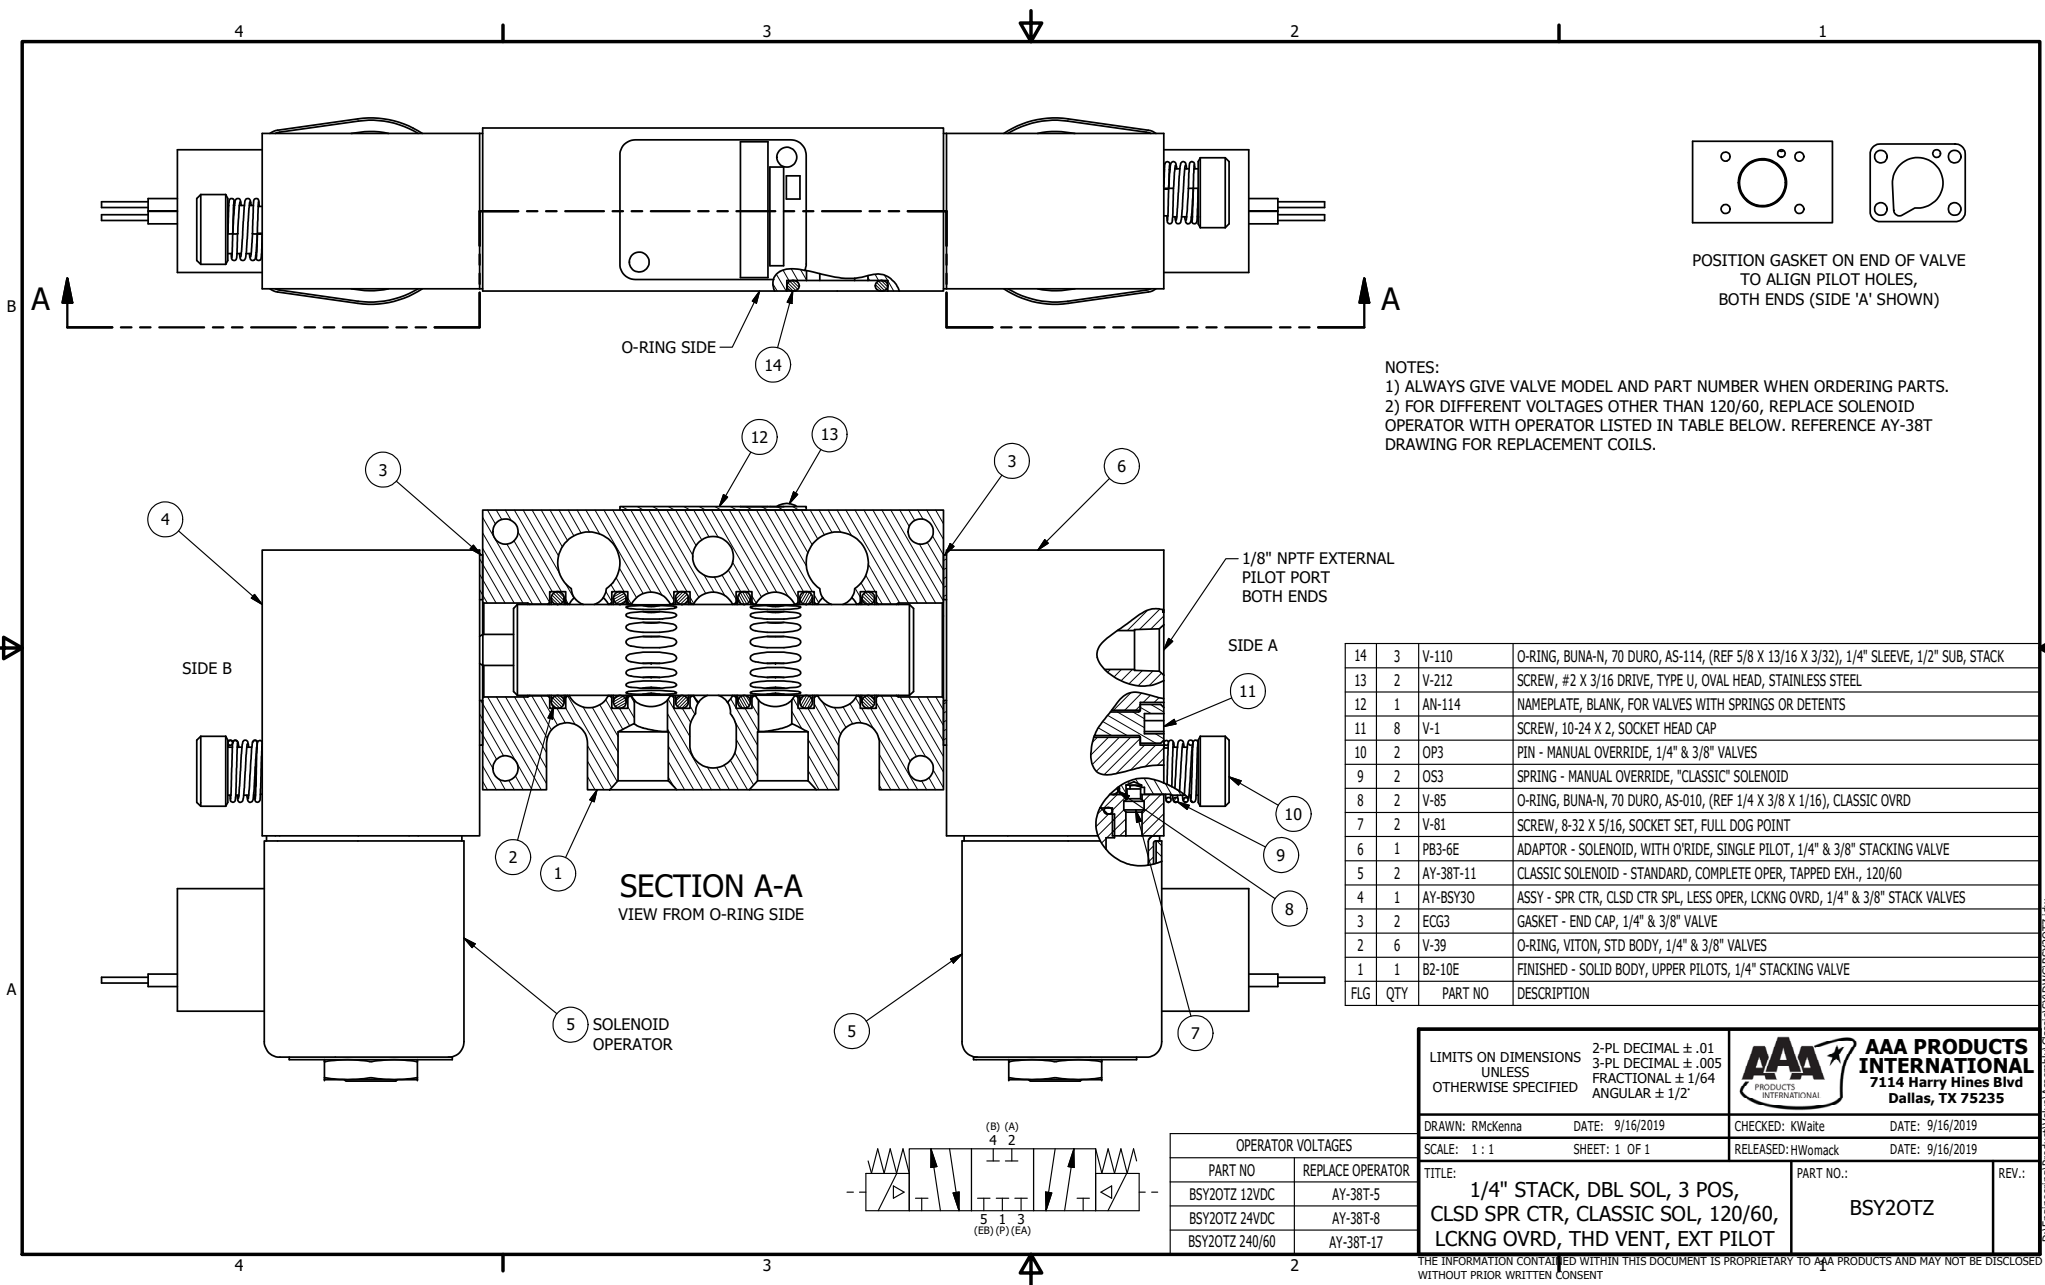 4
3
2
1
B
A
A
O-RING SIDE
14
POSITION GASKET ON END OF VALVE
TO ALIGN PILOT HOLES,
BOTH ENDS (SIDE 'A' SHOWN)
NOTES:
1) ALWAYS GIVE VALVE MODEL AND PART NUMBER WHEN ORDERING PARTS.
2) FOR DIFFERENT VOLTAGES OTHER THAN 120/60, REPLACE SOLENOID
OPERATOR WITH OPERATOR LISTED IN TABLE BELOW. REFERENCE AY-38T
DRAWING FOR REPLACEMENT COILS.
12
13
3
3
6
4
1/8" NPTF EXTERNAL
PILOT PORT
BOTH ENDS
SIDE B
SIDE A
11
10
9
8
7
2
1
SECTION A-A
VIEW FROM O-RING SIDE
5
SOLENOID
OPERATOR
5
A
14 3 V-110 O-RING, BUNA-N, 70 DURO, AS-114, (REF 5/8 X 13/16 X 3/32), 1/4" SLEEVE, 1/2" SUB, STACK
13 2 V-212 SCREW, #2 X 3/16 DRIVE, TYPE U, OVAL HEAD, STAINLESS STEEL
12 1 AN-114 NAMEPLATE, BLANK, FOR VALVES WITH SPRINGS OR DETENTS
11 8 V-1 SCREW, 10-24 X 2, SOCKET HEAD CAP
10 2 OP3 PIN - MANUAL OVERRIDE, 1/4" & 3/8" VALVES
9 2 OS3 SPRING - MANUAL OVERRIDE, "CLASSIC" SOLENOID
8 2 V-85 O-RING, BUNA-N, 70 DURO, AS-010, (REF 1/4 X 3/8 X 1/16), CLASSIC OVRD
7 2 V-81 SCREW, 8-32 X 5/16, SOCKET SET, FULL DOG POINT
6 1 PB3-6E ADAPTOR - SOLENOID, WITH O'RIDE, SINGLE PILOT, 1/4" & 3/8" STACKING VALVE
5 2 AY-38T-11 CLASSIC SOLENOID - STANDARD, COMPLETE OPER, TAPPED EXH., 120/60
4 1 AY-BSY3O ASSY - SPR CTR, CLSD CTR SPL, LESS OPER, LCKNG OVRD, 1/4" & 3/8" STACK VALVES
3 2 ECG3 GASKET - END CAP, 1/4" & 3/8" VALVE
2 6 V-39 O-RING, VITON, STD BODY, 1/4" & 3/8" VALVES
1 1 B2-10E FINISHED - SOLID BODY, UPPER PILOTS, 1/4" STACKING VALVE
FLG QTY PART NO DESCRIPTION
LIMITS ON DIMENSIONS
UNLESS
OTHERWISE SPECIFIED
2-PL DECIMAL ± .01
3-PL DECIMAL ± .005
FRACTIONAL ± 1/64
ANGULAR ± 1/2°
AAA
PRODUCTS
INTERNATIONAL
AAA PRODUCTS
INTERNATIONAL
7114 Harry Hines Blvd
Dallas, TX 75235
DRAWN: RMcKenna DATE: 9/16/2019 CHECKED: KWaite DATE: 9/16/2019
SCALE: 1 : 1 SHEET: 1 OF 1 RELEASED: HWomack DATE: 9/16/2019
TITLE:
1/4" STACK, DBL SOL, 3 POS,
CLSD SPR CTR, CLASSIC SOL, 120/60,
LCKNG OVRD, THD VENT, EXT PILOT
PART NO.:
BSY2OTZ
REV.:
OPERATOR VOLTAGES
PART NO REPLACE OPERATOR
BSY2OTZ 12VDC AY-38T-5
BSY2OTZ 24VDC AY-38T-8
BSY2OTZ 240/60 AY-38T-17
(B) (A)
4 2
5 1 3
(EB) (P) (EA)
4
3
2
1
THE INFORMATION CONTAINED WITHIN THIS DOCUMENT IS PROPRIETARY TO AAA PRODUCTS AND MAY NOT BE DISCLOSED
WITHOUT PRIOR WRITTEN CONSENT